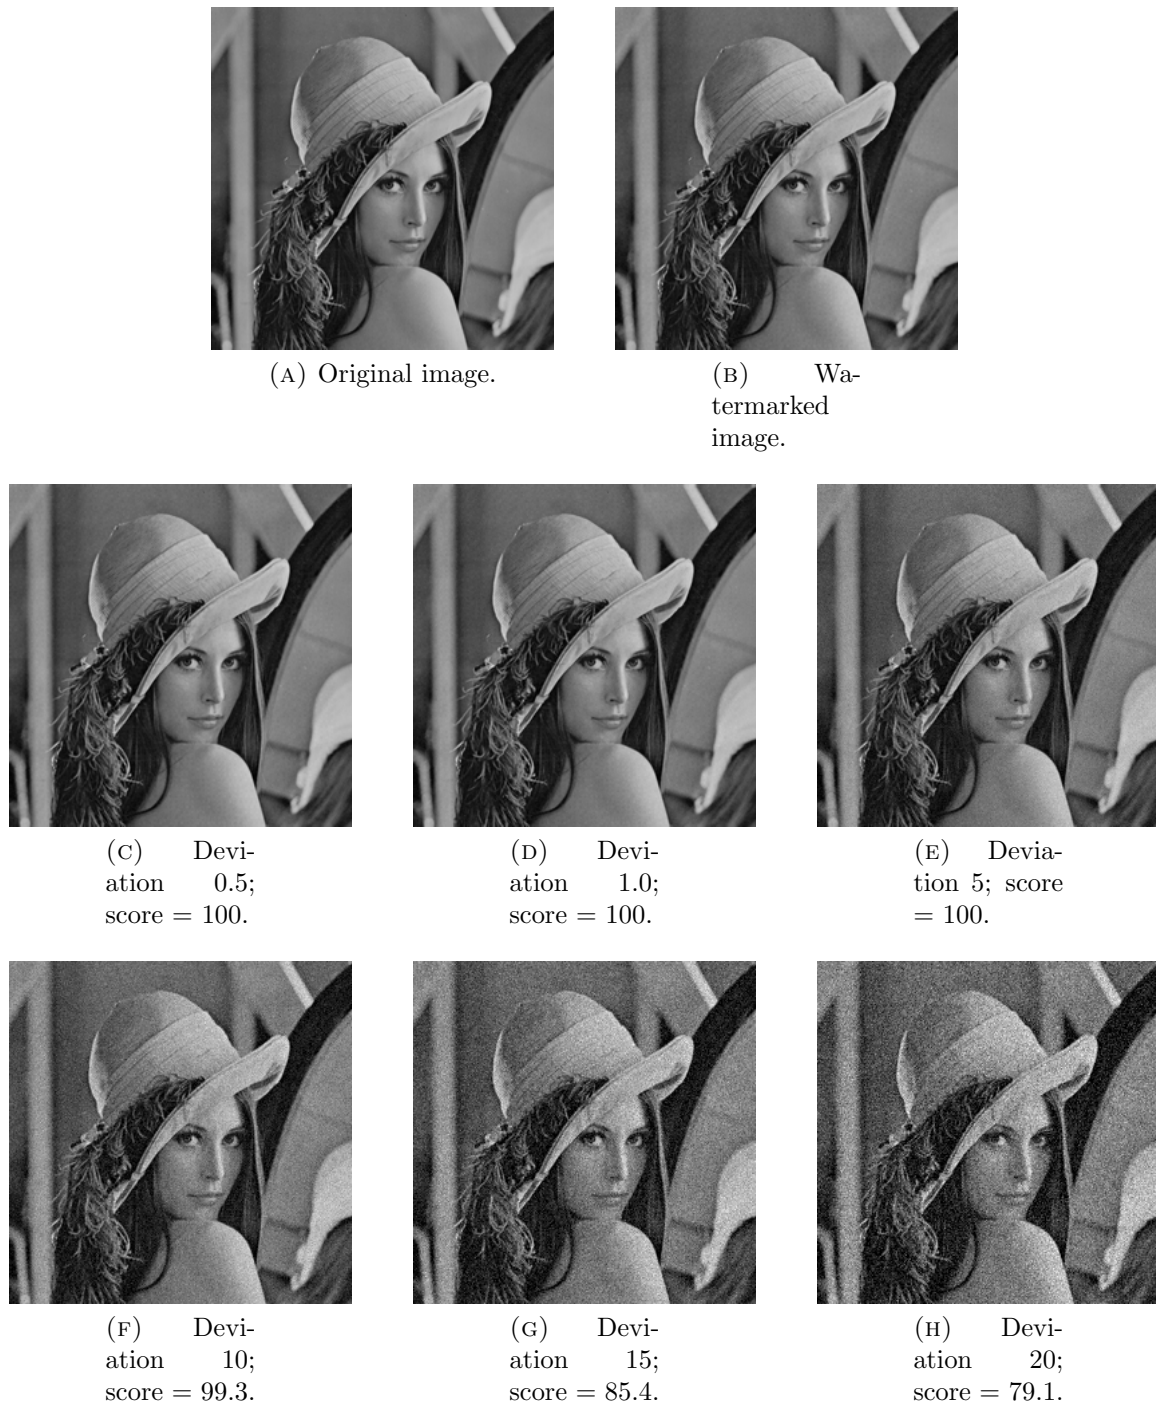 (A) Original image.
(B) Wa-
termarked
image.
(C) Devi-
ation 0.5;
score = 100.
(D) Devi-
ation 1.0;
score = 100.
(E) Devia-
tion 5; score
= 100.
(F) Devi-
ation 10;
score = 99.3.
(G) Devi-
ation 15;
score = 85.4.
(H) Devi-
ation 20;
score = 79.1.